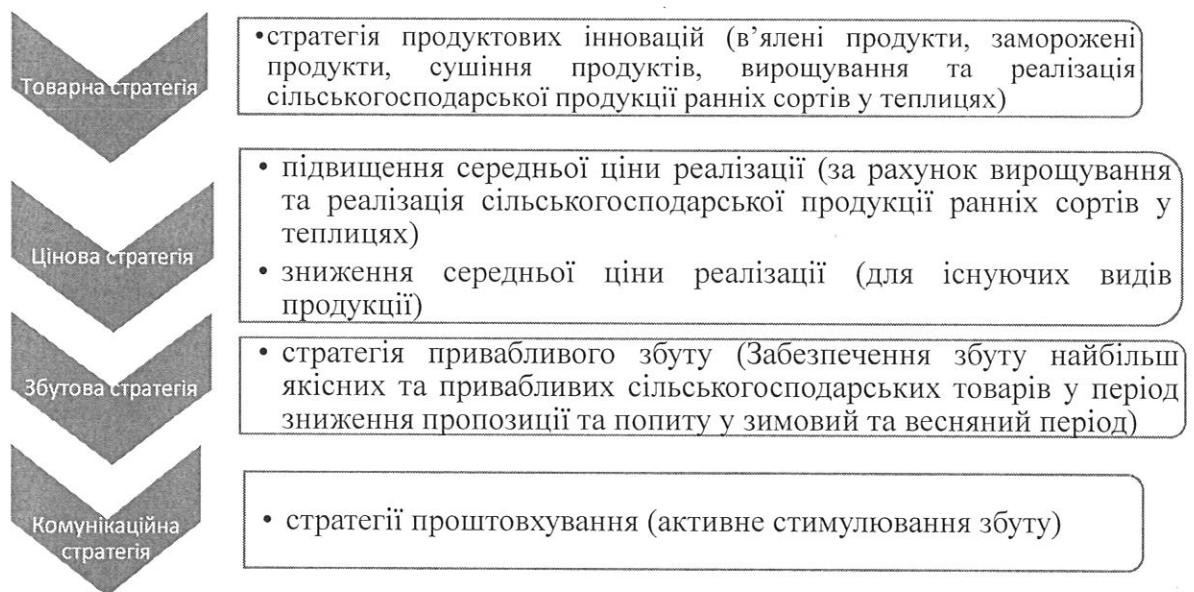 Товарна стратегія
•стратегія продуктових інновацій (в’ялені продукти, заморожені
продукти, сушіння продуктів, вирощування та реалізація
сільськогосподарської продукції ранніх сортів у теплицях)
Цінова стратегія
• підвищення середньої ціни реалізації (за рахунок вирощування
та реалізація сільськогосподарської продукції ранніх сортів у
теплицях)
• зниження середньої ціни реалізації (для існуючих видів
продукції)
Збутова стратегія
• стратегія привабливого збуту (Забезпечення збуту найбільш
якісних та привабливих сільськогосподарських товарів у період
зниження пропозиції та попиту у зимовий та весняний період)
Комунікаційна
стратегія
• стратегії проштовхування (активне стимулювання збуту)